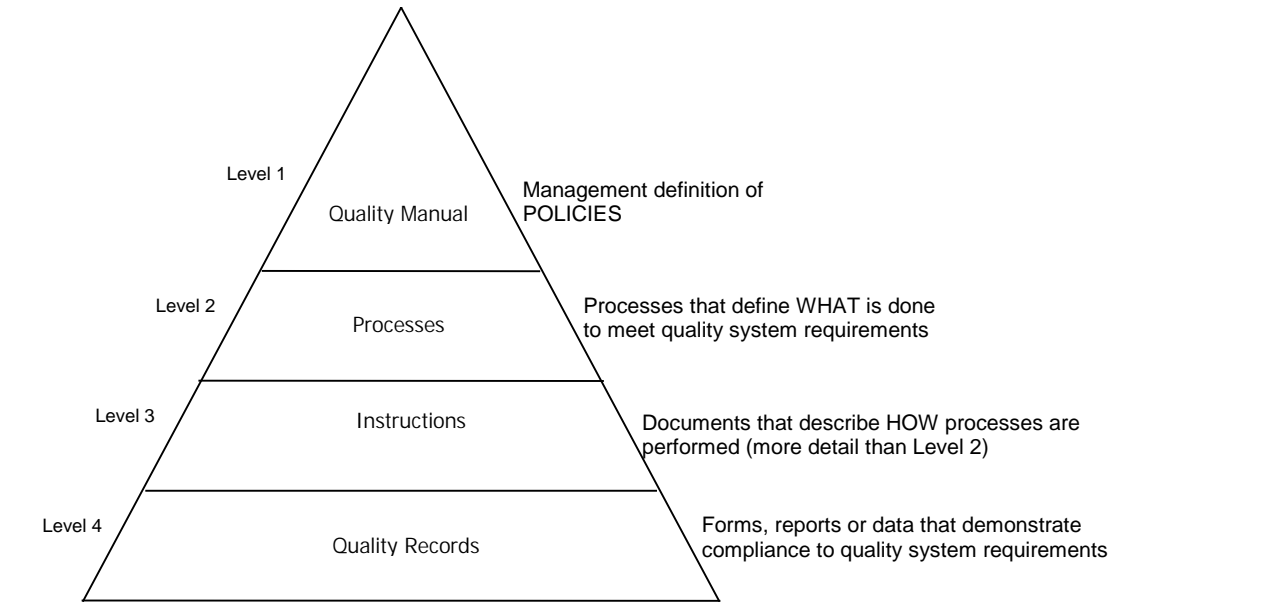 Level 1
Quality Manual
Management definition of
POLICIES
Level 2
Processes
Processes that define WHAT is done
to meet quality system requirements
Level 3
Instructions
Documents that describe HOW processes are
performed (more detail than Level 2)
Level 4
Quality Records
Forms, reports or data that demonstrate
compliance to quality system requirements